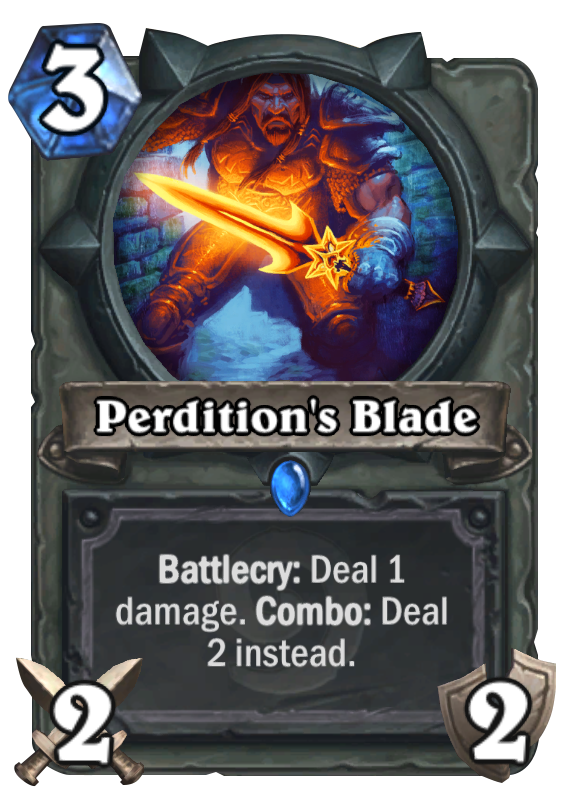 3
Perdition's Blade
Battlecry: Deal 1
damage. Combo: Deal
2 instead.
2
2